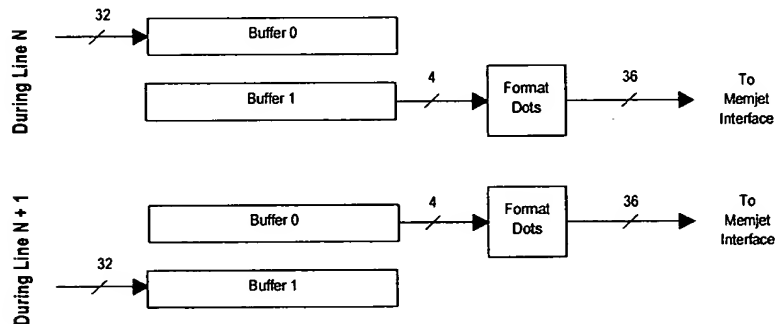 During Line N
32
Buffer 0
Buffer 1
4
Format
Dots
36
To
Memjet
Interface
During Line N + 1
Buffer 0
4
Format
Dots
36
To
Memjet
Interface
32
Buffer 1